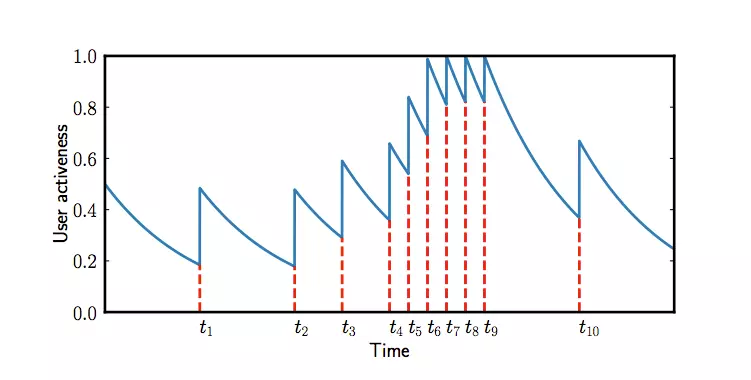 User activeness
1.0
0.8
0.6
0.4
0.2
0.0
t₁ t₂ t₃ t₄ t₅ t₆ t₇ t₈ t₉ t₁₀
Time